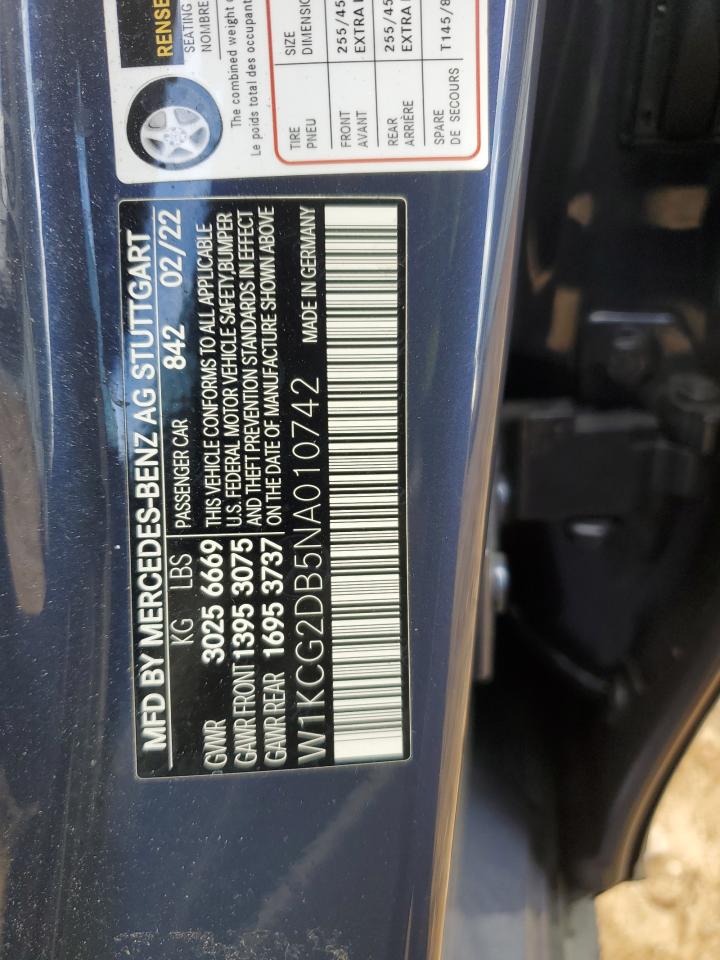 RENSE
SEATING
NOMBRE
The combined weight
Le poids total des occupant
TIRE
PNEU
SIZE
DIMENSIO
FRONT
AVANT
255/45
EXTRA
REAR
ARRIÈRE
255/45
EXTRA
SPARE
DE SECOURS
T145/8
MFD BY MERCEDES-BENZ AG STUTTGART
KG LBS PASSENGER CAR 842 02/22
GVWR 3025 6669
GAWR FRONT 1395 3075
GAWR REAR 1695 3737
THIS VEHICLE CONFORMS TO ALL APPLICABLE
U.S. FEDERAL MOTOR VEHICLE SAFETY,BUMPER
AND THEFT PREVENTION STANDARDS IN EFFECT
ON THE DATE OF MANUFACTURE SHOWN ABOVE
W1KCG2DB5NA010742 MADE IN GERMANY